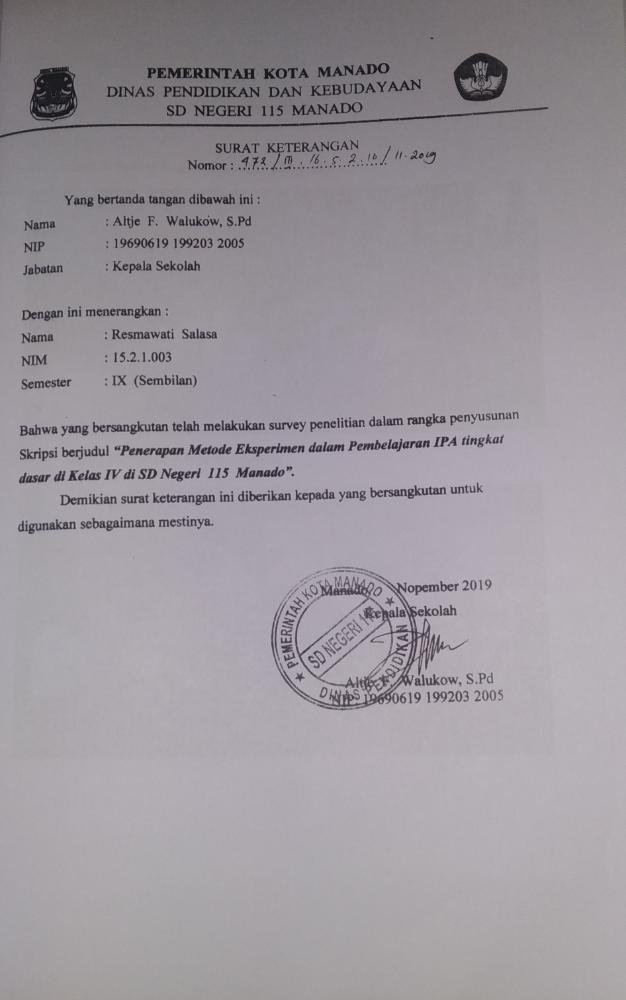 PEMERINTAH KOTA MANADO
DINAS PENDIDIKAN DAN KEBUDAYAAN
SD NEGERI 115 MANADO
SURAT KETERANGAN
Nomor : 472 / III . 16 . 5 . 2 . 10 / 11 - 2019
Yang bertanda tangan dibawah ini :
Nama : Altje F. Walukow, S.Pd
NIP : 19690619 199203 2005
Jabatan : Kepala Sekolah
Dengan ini menerangkan :
Nama : Resmawati Salasa
NIM : 15.2.1.003
Semester : IX (Sembilan)
Bahwa yang bersangkutan telah melakukan survey penelitian dalam rangka penyusunan
Skripsi berjudul “Penerapan Metode Eksperimen dalam Pembelajaran IPA tingkat
dasar di Kelas IV di SD Negeri 115 Manado”.
Demikian surat keterangan ini diberikan kepada yang bersangkutan untuk
digunakan sebagaimana mestinya.
Manado, Nopember 2019
Kepala Sekolah
PEMERINTAH KOTA MANADO
SD NEGERI 11
DINAS PENDIDIKAN
Altje F. Walukow, S.Pd
NIP. 19690619 199203 2005